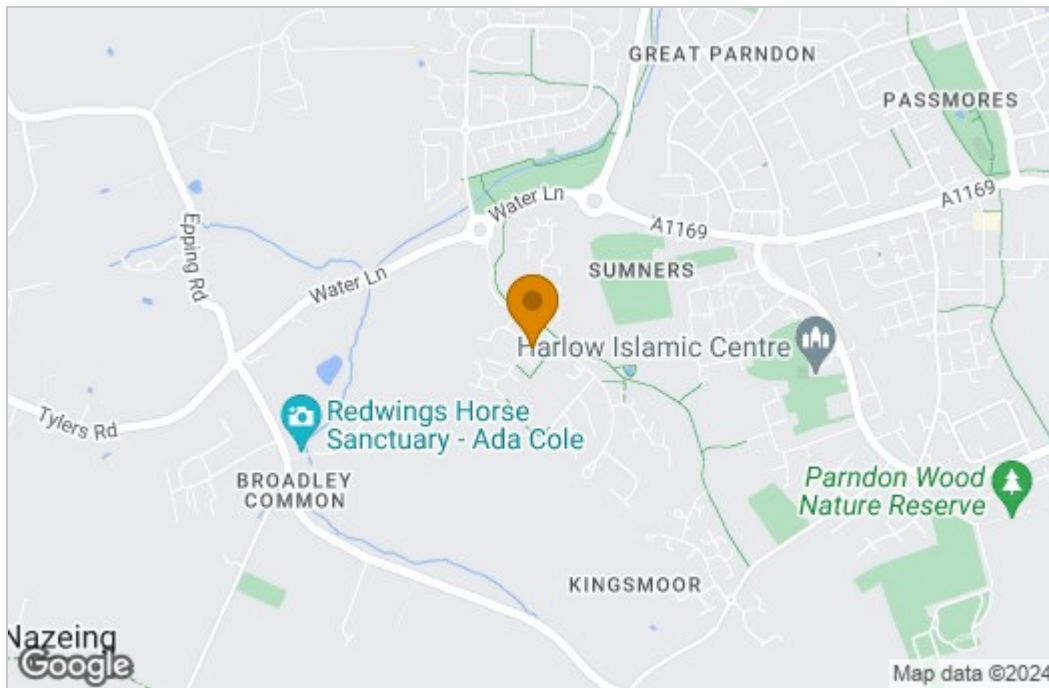 GREAT PARNDON
PASSMORES
Water Ln
A1169
A1169
Epping Rd
SUMNERS
Water Ln
Harlow Islamic Centre
Tylers Rd
Redwings Horse
Sanctuary - Ada Cole
BROADLEY
COMMON
Parndon Wood
Nature Reserve
KINGSMOOR
Nazeing
Google
Map data ©2024